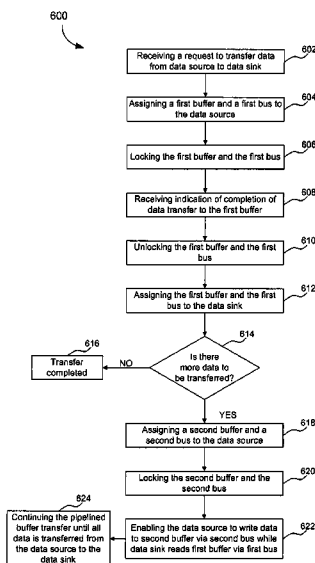 600
Receiving a request to transfer data
from data source to data sink
602
Assigning a first buffer and a first bus to
the data source
604
Locking the first buffer and the first bus
606
Receiving indication of completion of
data transfer to the first buffer
608
Unlocking the first buffer and the first
bus
610
Assigning the first buffer and the first
bus to the data sink
612
614
Is there
more data to
be transferred?
616
Transfer
completed
NO
YES
Assigning a second buffer and a
second bus to the data source
618
Locking the second buffer and the
second bus
620
624
Continuing the pipelined
buffer transfer until all
data is transferred from
the data source to the
data sink
Enabling the data source to write data
to second buffer via second bus while
data sink reads first buffer via first bus
622